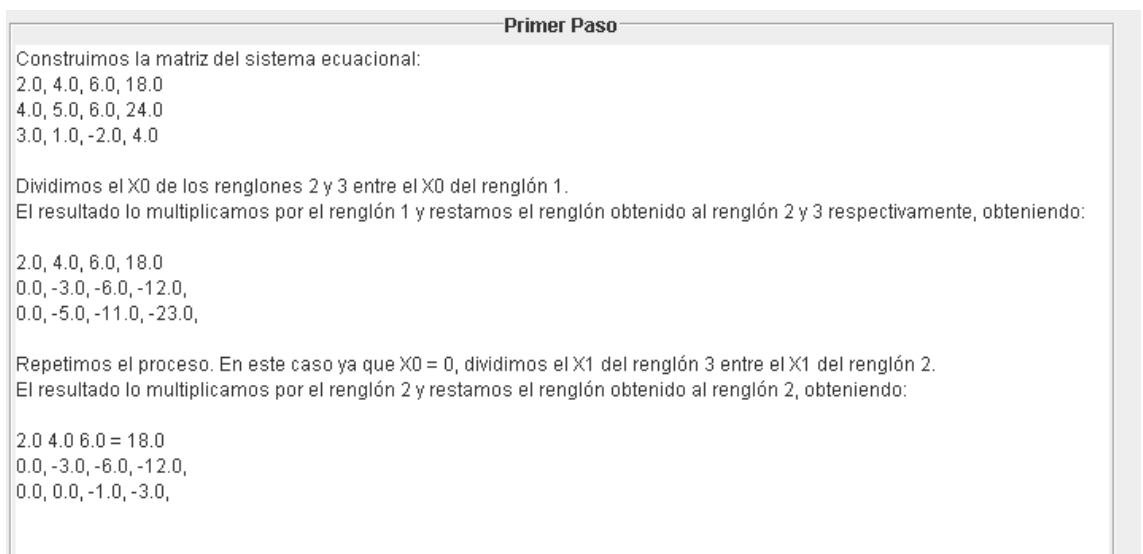 Primer Paso
Construimos la matriz del sistema ecuacional:
2.0, 4.0, 6.0, 18.0
4.0, 5.0, 6.0, 24.0
3.0, 1.0, -2.0, 4.0
Dividimos el X0 de los renglones 2 y 3 entre el X0 del renglón 1.
El resultado lo multiplicamos por el renglón 1 y restamos el renglón obtenido al renglón 2 y 3 respectivamente, obteniendo:
2.0, 4.0, 6.0, 18.0
0.0, -3.0, -6.0, -12.0,
0.0, -5.0, -11.0, -23.0,
Repetimos el proceso. En este caso ya que X0 = 0, dividimos el X1 del renglón 3 entre el X1 del renglón 2.
El resultado lo multiplicamos por el renglón 2 y restamos el renglón obtenido al renglón 2, obteniendo:
2.0 4.0 6.0 = 18.0
0.0, -3.0, -6.0, -12.0,
0.0, 0.0, -1.0, -3.0,